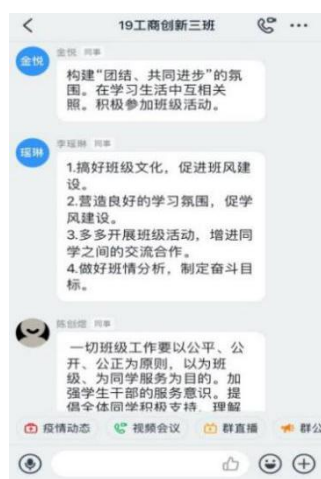 19工商创新三班
金悦
金悦 同事
构建“团结、共同进步”的氛
围。在学习生活中互相关
照。积极参加班级活动。
瑶琳
李瑶琳 同事
1.搞好班级文化，促进班风建
设。
2.营造良好的学习氛围，促学
风建设。
3.多多开展班级活动，增进同
学之间的交流合作。
4.做好班情分析，制定奋斗目
标。
陈创煜 同事
一切班级工作要以公平、公
开、公正为原则，以为班
级、为同学服务为目的。加
强学生干部的服务意识。提
倡全体同学积极支持、理解
疫情动态 视频会议 群直播 群公